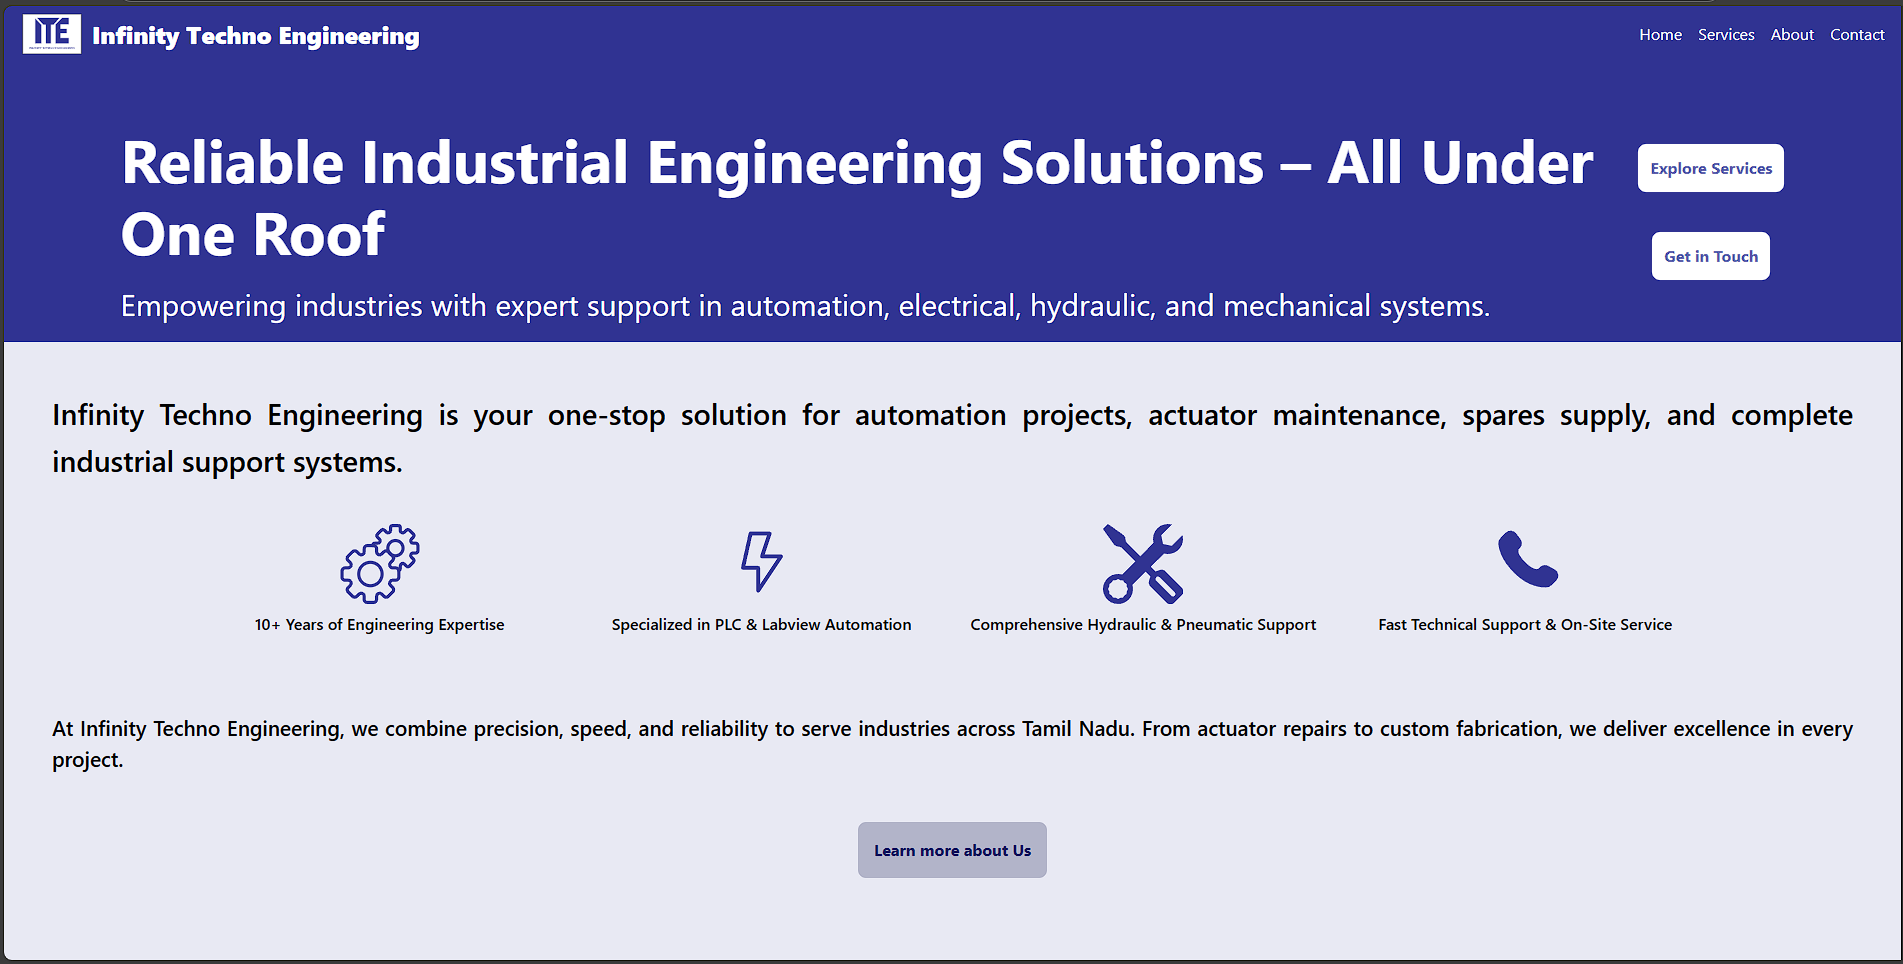 ITE
Infinity Techno Engineering
Home Services About Contact
Reliable Industrial Engineering Solutions – All Under
One Roof
Empowering industries with expert support in automation, electrical, hydraulic, and mechanical systems.
Explore Services
Get in Touch
Infinity Techno Engineering is your one-stop solution for automation projects, actuator maintenance, spares supply, and complete
industrial support systems.
10+ Years of Engineering Expertise
Specialized in PLC & Labview Automation
Comprehensive Hydraulic & Pneumatic Support
Fast Technical Support & On-Site Service
At Infinity Techno Engineering, we combine precision, speed, and reliability to serve industries across Tamil Nadu. From actuator repairs to custom fabrication, we deliver excellence in every
project.
Learn more about Us